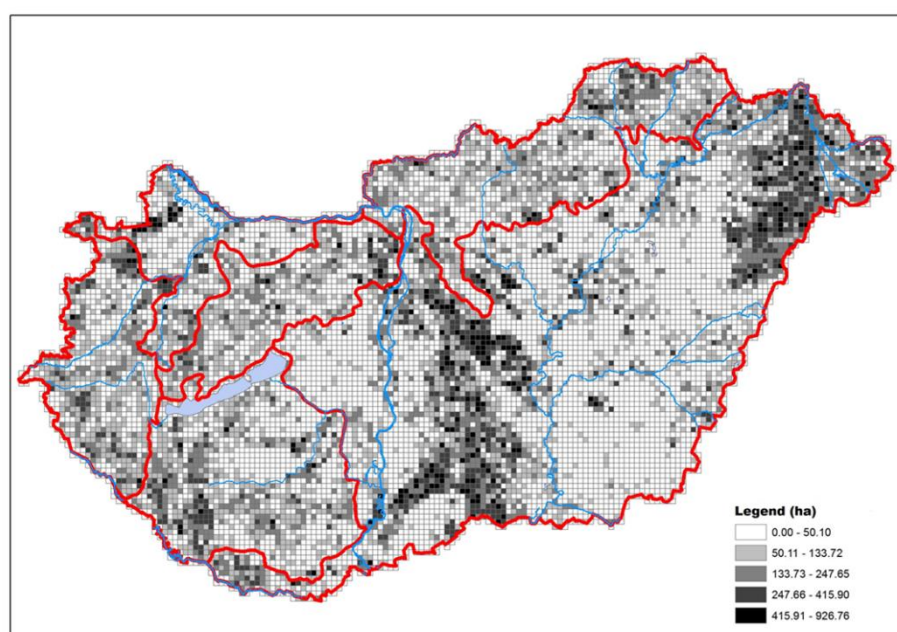 Legend (ha)
0.00 - 50.10
50.11 - 133.72
133.73 - 247.65
247.66 - 415.90
415.91 - 926.76